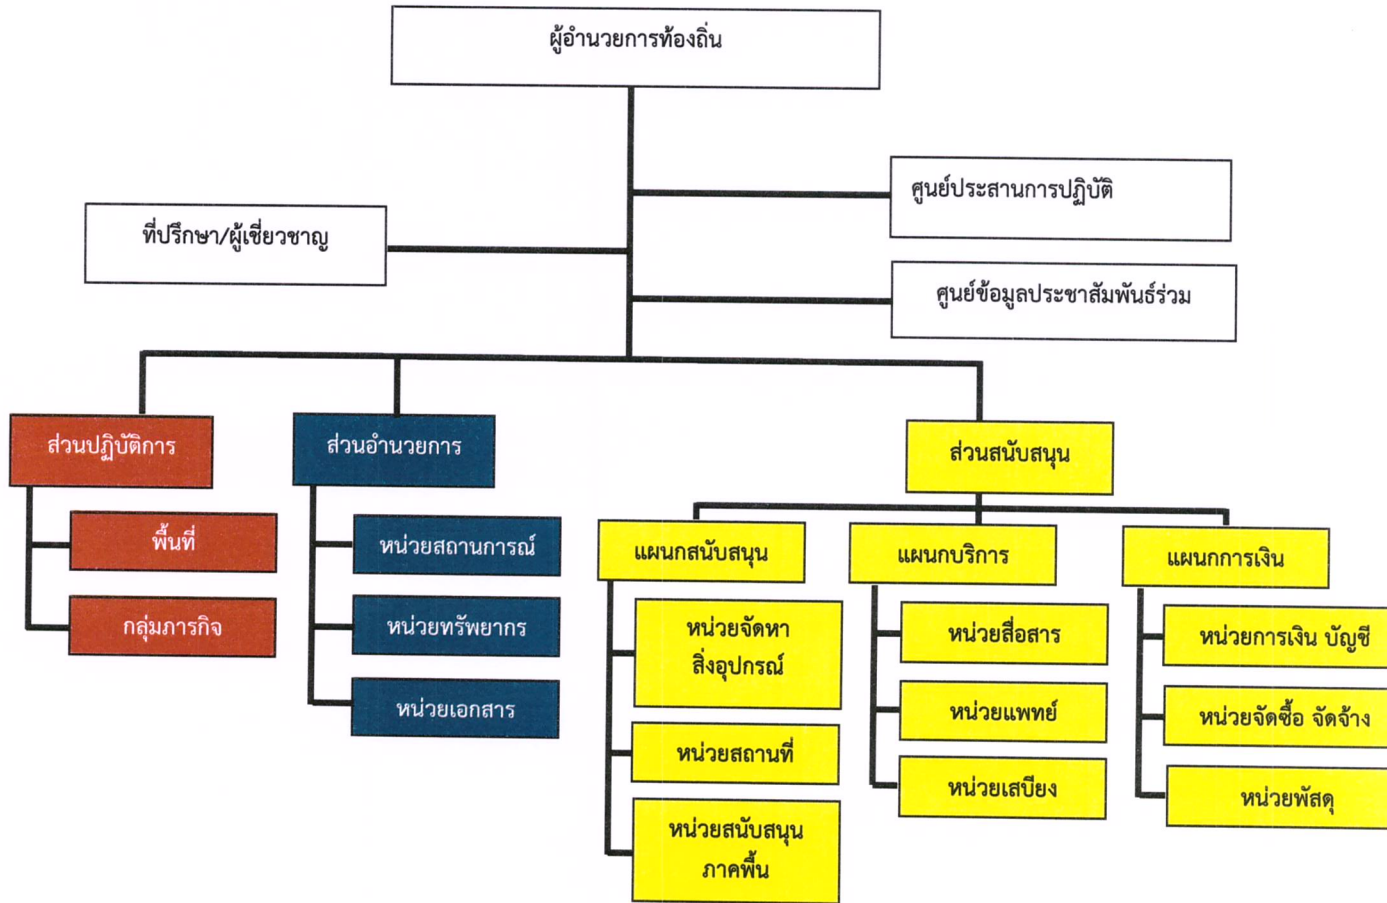 ผู้อำนวยการท้องถิ่น
ศูนย์ประสานการปฏิบัติ
ที่ปรึกษา/ผู้เชี่ยวชาญ
ศูนย์ข้อมูลประชาสัมพันธ์ร่วม
ส่วนปฏิบัติการ
พื้นที่
กลุ่มภารกิจ
ส่วนอำนวยการ
หน่วยสถานการณ์
หน่วยทรัพยากร
หน่วยเอกสาร
ส่วนสนับสนุน
แผนกสนับสนุน
หน่วยจัดหา
สิ่งอุปกรณ์
หน่วยสถานที่
หน่วยสนับสนุน
ภาคพื้น
แผนกบริการ
หน่วยสื่อสาร
หน่วยแพทย์
หน่วยเสบียง
แผนกการเงิน
หน่วยการเงิน บัญชี
หน่วยจัดซื้อ จัดจ้าง
หน่วยพัสดุ